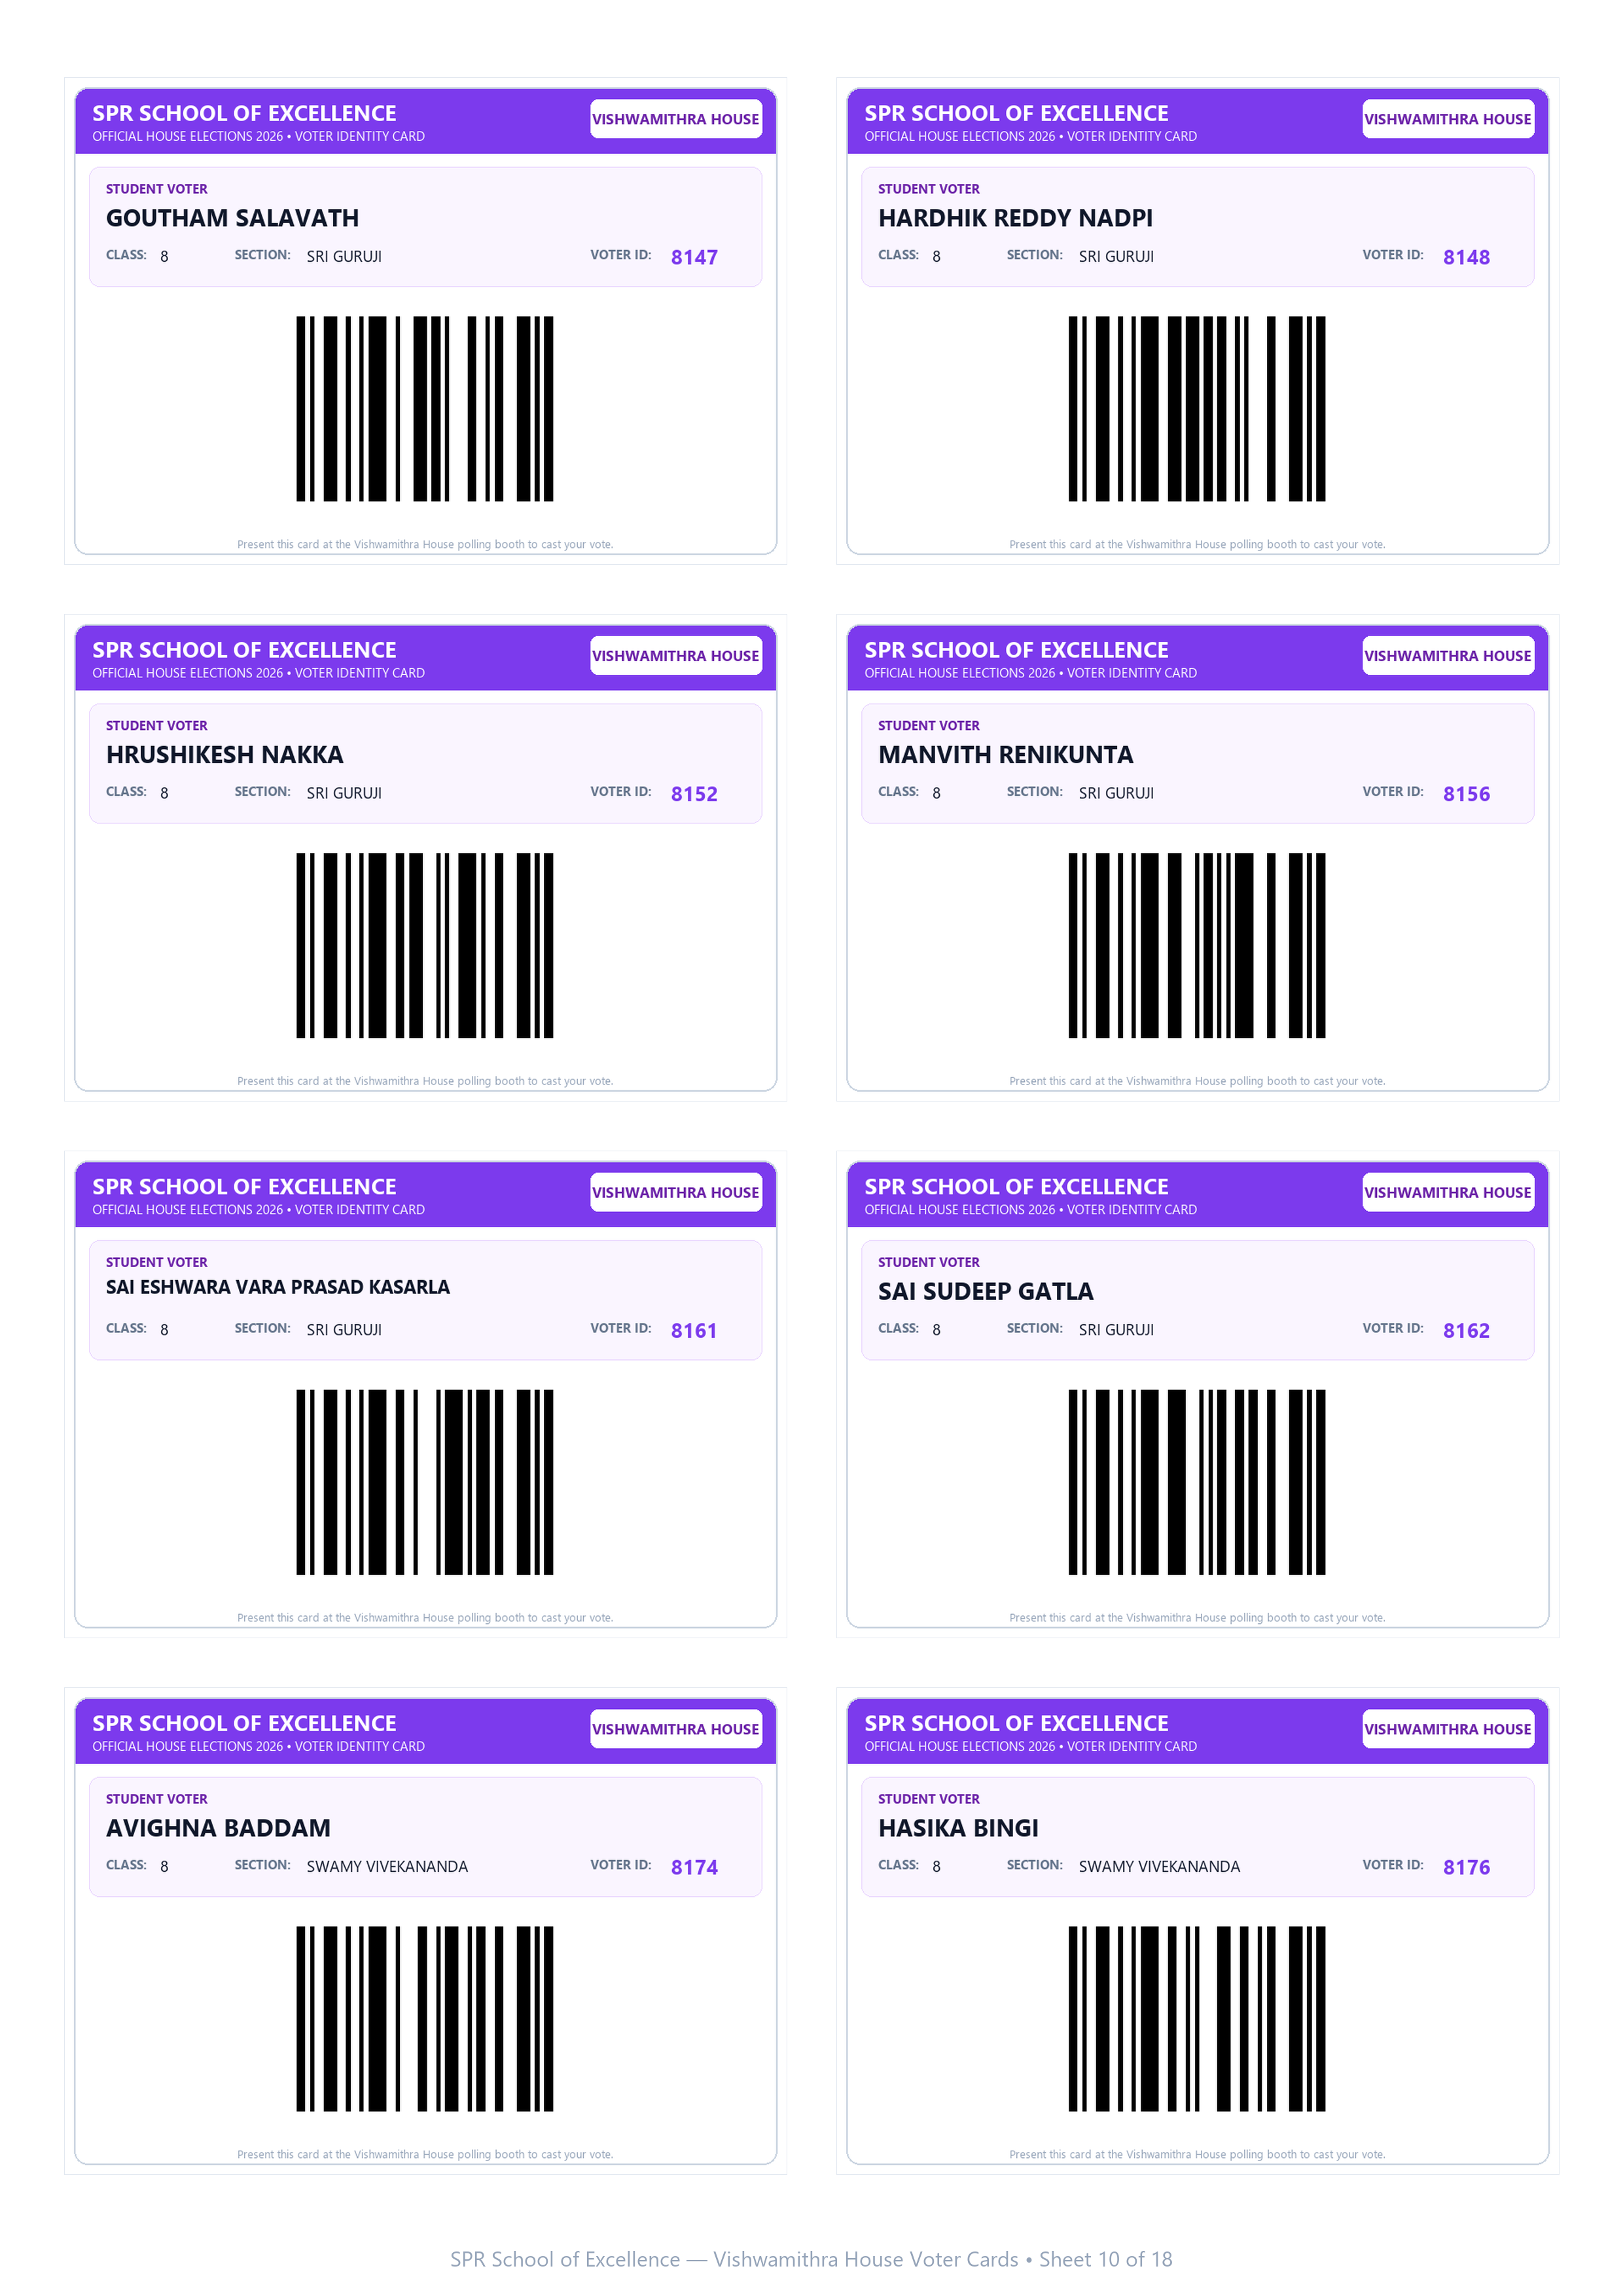 SPR SCHOOL OF EXCELLENCE
OFFICIAL HOUSE ELECTIONS 2026 • VOTER IDENTITY CARD
VISHWAMITHRA HOUSE
STUDENT VOTER
GOUTHAM SALAVATH
CLASS: 8 SECTION: SRI GURUJI VOTER ID: 8147
Present this card at the Vishwamithra House polling booth to cast your vote.
SPR SCHOOL OF EXCELLENCE
OFFICIAL HOUSE ELECTIONS 2026 • VOTER IDENTITY CARD
VISHWAMITHRA HOUSE
STUDENT VOTER
HARDHIK REDDY NADPI
CLASS: 8 SECTION: SRI GURUJI VOTER ID: 8148
Present this card at the Vishwamithra House polling booth to cast your vote.
SPR SCHOOL OF EXCELLENCE
OFFICIAL HOUSE ELECTIONS 2026 • VOTER IDENTITY CARD
VISHWAMITHRA HOUSE
STUDENT VOTER
HRUSHIKESH NAKKA
CLASS: 8 SECTION: SRI GURUJI VOTER ID: 8152
Present this card at the Vishwamithra House polling booth to cast your vote.
SPR SCHOOL OF EXCELLENCE
OFFICIAL HOUSE ELECTIONS 2026 • VOTER IDENTITY CARD
VISHWAMITHRA HOUSE
STUDENT VOTER
MANVITH RENIKUNTA
CLASS: 8 SECTION: SRI GURUJI VOTER ID: 8156
Present this card at the Vishwamithra House polling booth to cast your vote.
SPR SCHOOL OF EXCELLENCE
OFFICIAL HOUSE ELECTIONS 2026 • VOTER IDENTITY CARD
VISHWAMITHRA HOUSE
STUDENT VOTER
SAI ESHWARA VARA PRASAD KASARLA
CLASS: 8 SECTION: SRI GURUJI VOTER ID: 8161
Present this card at the Vishwamithra House polling booth to cast your vote.
SPR SCHOOL OF EXCELLENCE
OFFICIAL HOUSE ELECTIONS 2026 • VOTER IDENTITY CARD
VISHWAMITHRA HOUSE
STUDENT VOTER
SAI SUDEEP GATLA
CLASS: 8 SECTION: SRI GURUJI VOTER ID: 8162
Present this card at the Vishwamithra House polling booth to cast your vote.
SPR SCHOOL OF EXCELLENCE
OFFICIAL HOUSE ELECTIONS 2026 • VOTER IDENTITY CARD
VISHWAMITHRA HOUSE
STUDENT VOTER
AVIGHNA BADDAM
CLASS: 8 SECTION: SWAMY VIVEKANANDA VOTER ID: 8174
Present this card at the Vishwamithra House polling booth to cast your vote.
SPR SCHOOL OF EXCELLENCE
OFFICIAL HOUSE ELECTIONS 2026 • VOTER IDENTITY CARD
VISHWAMITHRA HOUSE
STUDENT VOTER
HASIKA BINGI
CLASS: 8 SECTION: SWAMY VIVEKANANDA VOTER ID: 8176
Present this card at the Vishwamithra House polling booth to cast your vote.
SPR School of Excellence — Vishwamithra House Voter Cards • Sheet 10 of 18